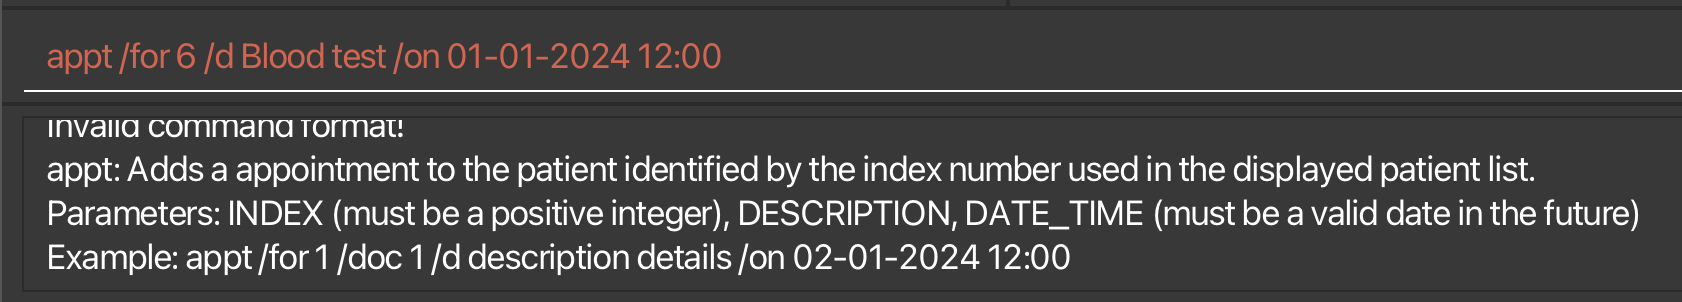 appt /for 6 /d Blood test /on 01-01-2024 12:00
Invalid command format!
appt: Adds a appointment to the patient identified by the index number used in the displayed patient list.
Parameters: INDEX (must be a positive integer), DESCRIPTION, DATE_TIME (must be a valid date in the future)
Example: appt /for 1 /doc 1 /d description details /on 02-01-2024 12:00